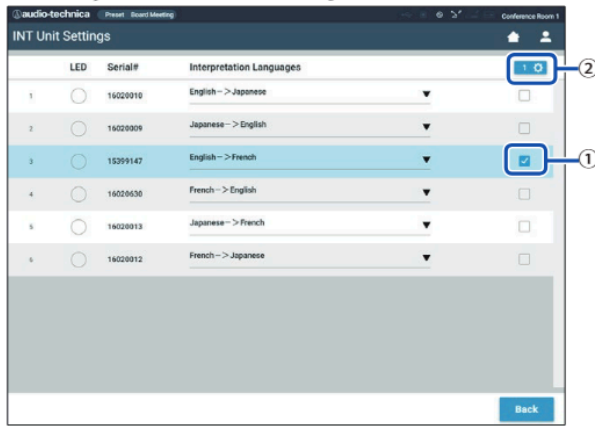 audio-technica Preset Board Meeting Conference Room 1
INT Unit Settings
LED Serial# Interpretation Languages 1 ②
1 16020010 English－＞Japanese ▼
2 16020009 Japanese－＞English ▼
3 15399147 English－＞French ▼ ①
4 16020630 French－＞English ▼
5 16020013 Japanese－＞French ▼
6 16020012 French－＞Japanese ▼
Back